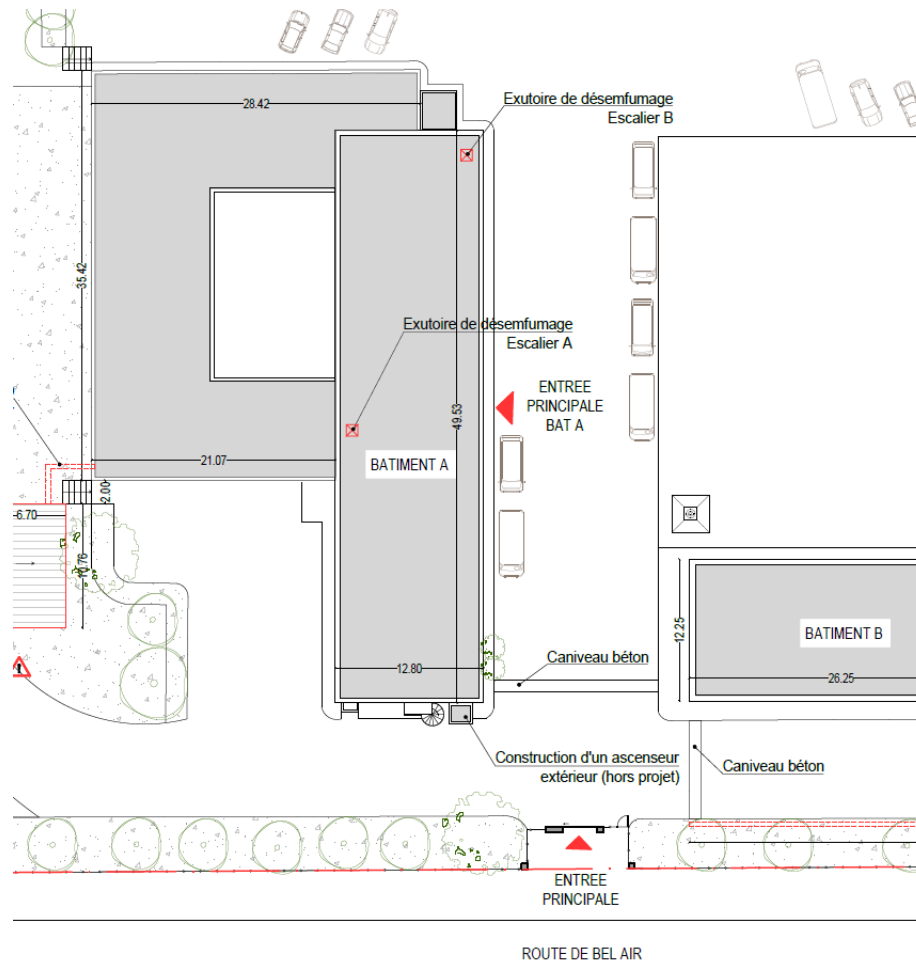 28.42
Exutoire de désemfumage
Escalier B
35.42
Exutoire de désemfumage
Escalier A
49.53
ENTREE
PRINCIPALE
BAT A
21.07
BATIMENT A
2.00
6.70
10.76
12.25
BATIMENT B
12.80
Caniveau béton
26.25
Construction d'un ascenseur
extérieur (hors projet)
Caniveau béton
ENTREE
PRINCIPALE
ROUTE DE BEL AIR